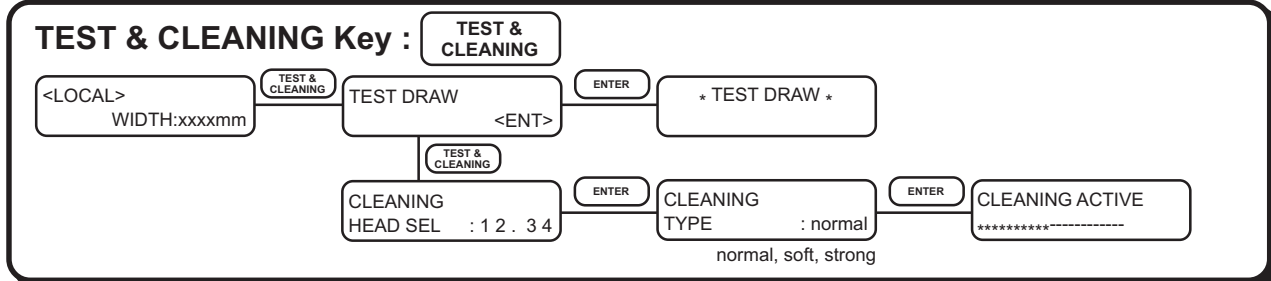 TEST & CLEANING Key :
TEST &
CLEANING
<LOCAL>
WIDTH:xxxxmm
TEST &
CLEANING
TEST DRAW
<ENT>
ENTER
* TEST DRAW *
TEST &
CLEANING
CLEANING
HEAD SEL : 1 2 . 3 4
ENTER
CLEANING
TYPE : normal
normal, soft, strong
ENTER
CLEANING ACTIVE
**********------------